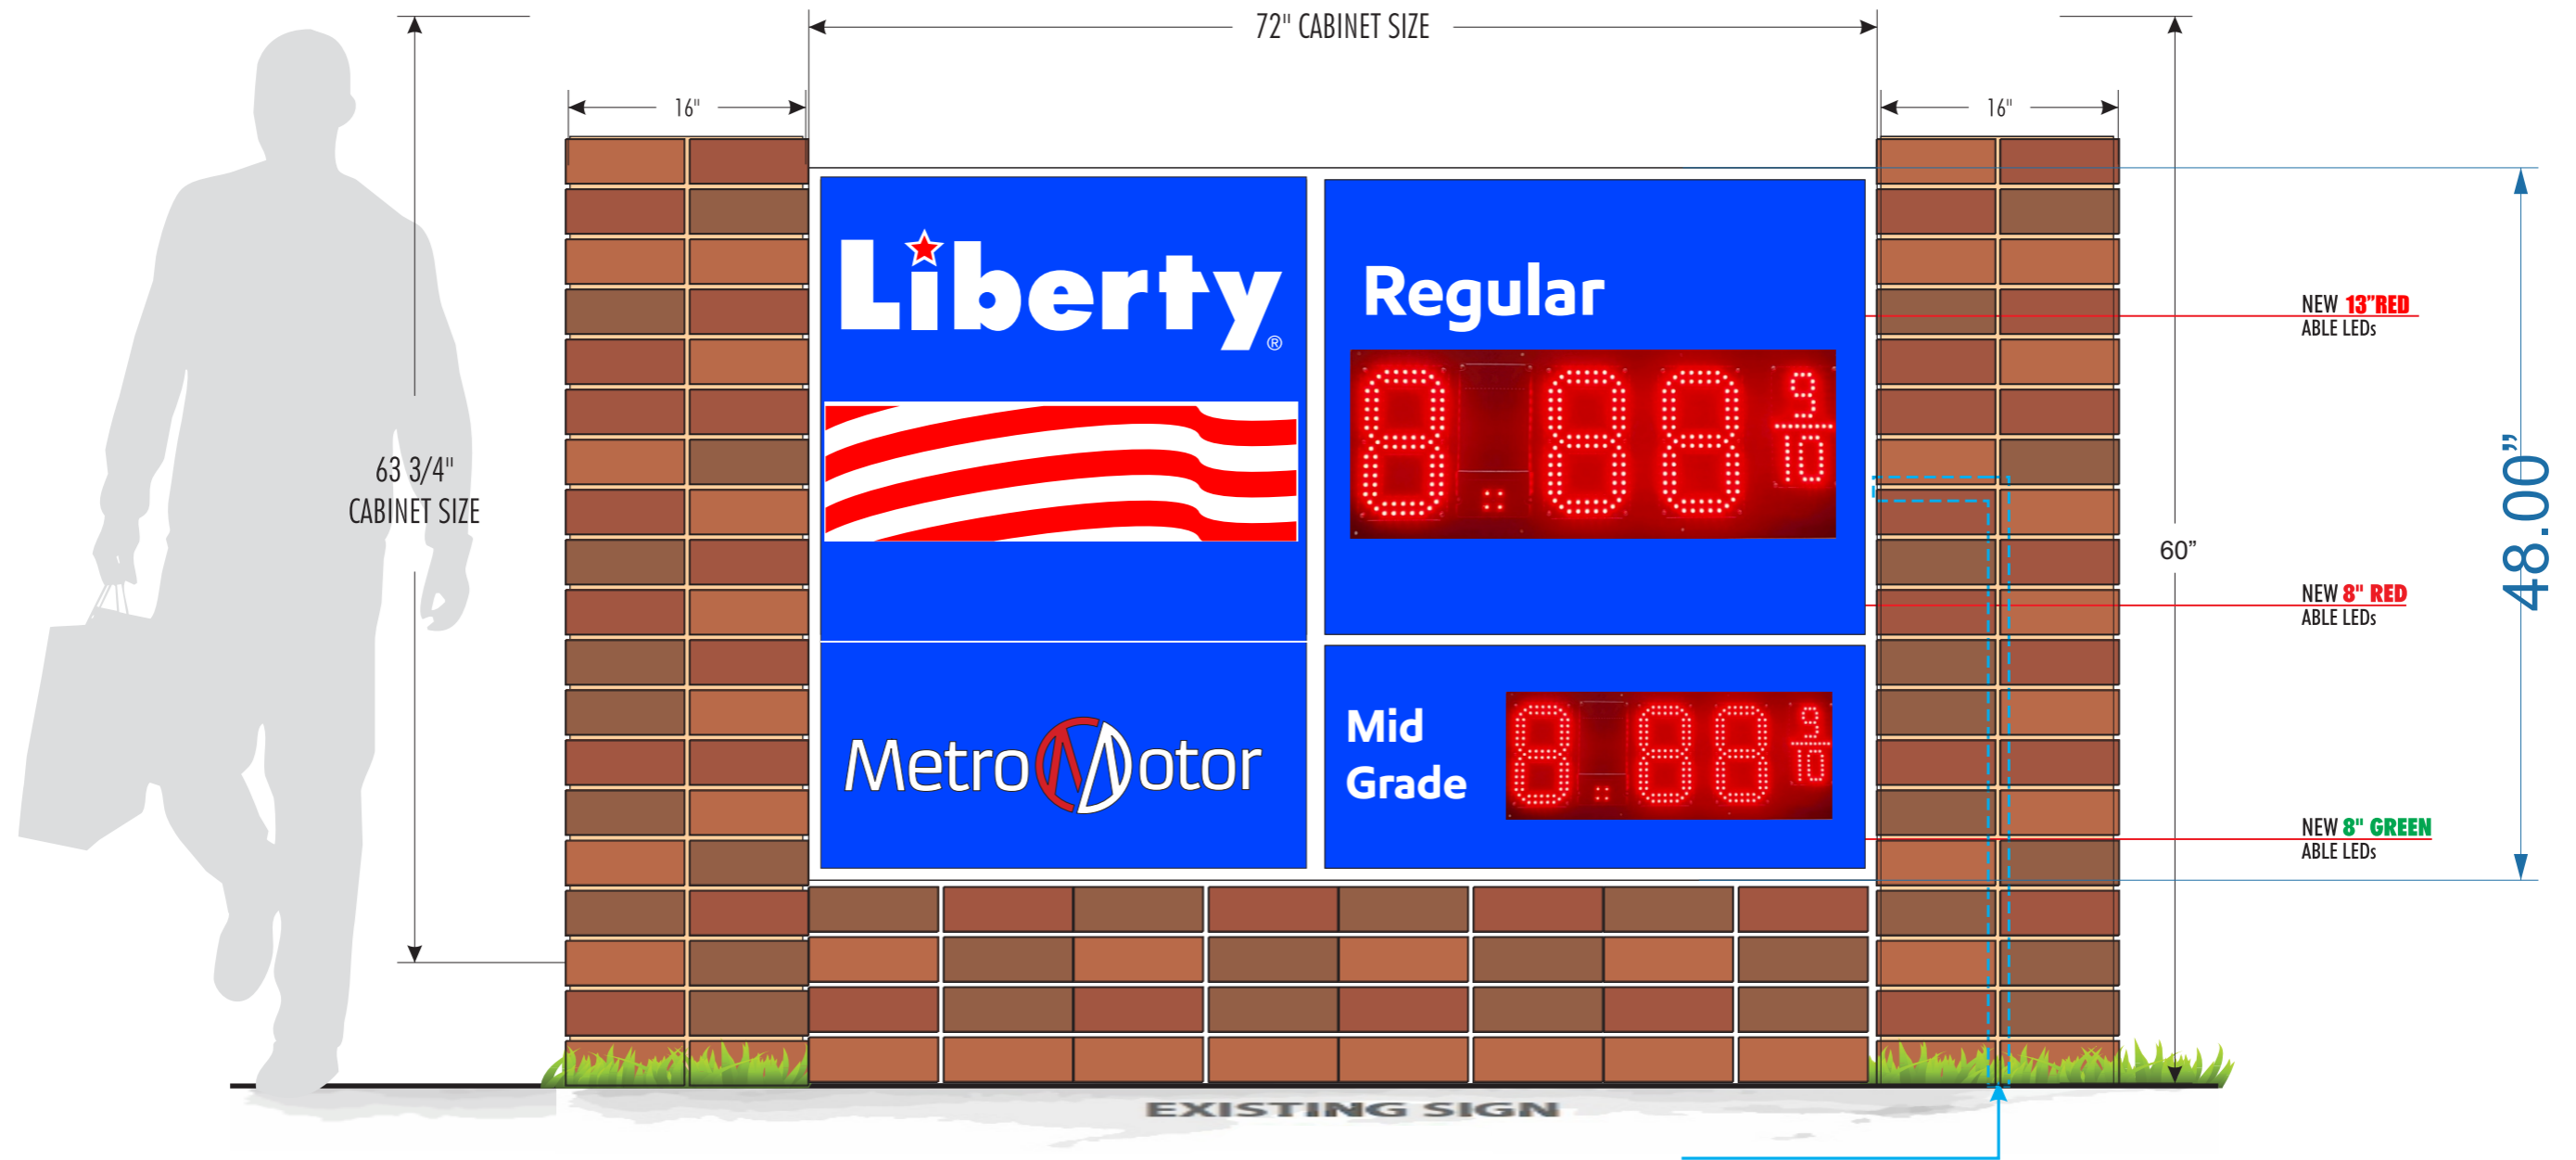 72" CABINET SIZE
16"
16"
63 3/4"
CABINET SIZE
Liberty®
Regular
8.88 9/10
NEW 13”RED
ABLE LEDs
NEW 8" RED
ABLE LEDs
60”
48.00”
MetroMotor
Mid
Grade
8.88 9/10
NEW 8" GREEN
ABLE LEDs
EXISTING SIGN